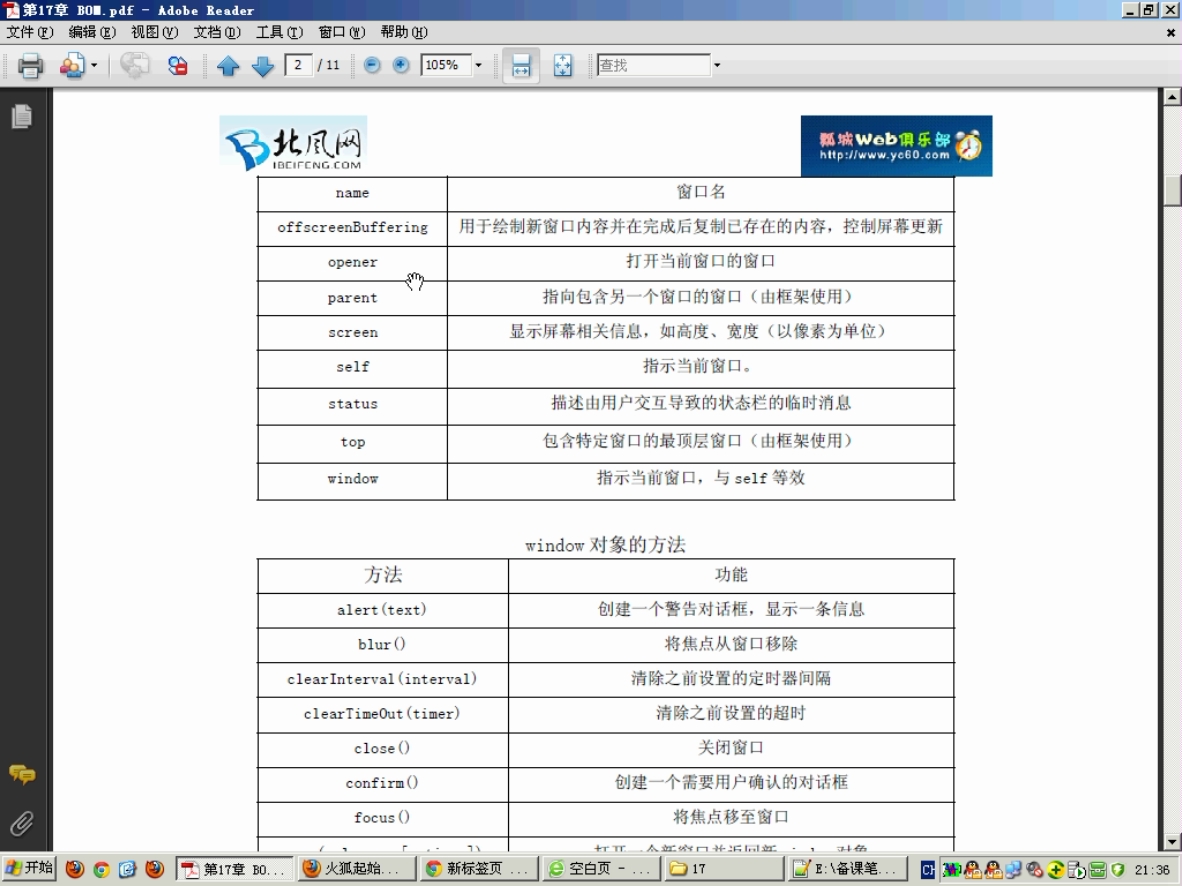 第17章 BOM.pdf - Adobe Reader
文件(F) 编辑(E) 视图(V) 文档(D) 工具(T) 窗口(W) 帮助(H)
2 / 11 105% 查找
北风网
IBEIFENG.COM
瓢城Web俱乐部
http://www.yc60.com
name 窗口名
offscreenBuffering 用于绘制新窗口内容并在完成后复制已存在的内容，控制屏幕更新
opener 打开当前窗口的窗口
parent 指向包含另一个窗口的窗口（由框架使用）
screen 显示屏幕相关信息，如高度、宽度（以像素为单位）
self 指示当前窗口。
status 描述由用户交互导致的状态栏的临时消息
top 包含特定窗口的最顶层窗口（由框架使用）
window 指示当前窗口，与 self 等效
window 对象的方法
方法 功能
alert(text) 创建一个警告对话框，显示一条信息
blur() 将焦点从窗口移除
clearInterval(interval) 清除之前设置的定时器间隔
clearTimeOut(timer) 清除之前设置的超时
close() 关闭窗口
confirm() 创建一个需要用户确认的对话框
focus() 将焦点移至窗口
打开一个新窗口并返回新 window 对象
开始 第17章 BO... 火狐起始... 新标签页 ... 空白页 - ... 17 E:\备课笔... CH 21:36